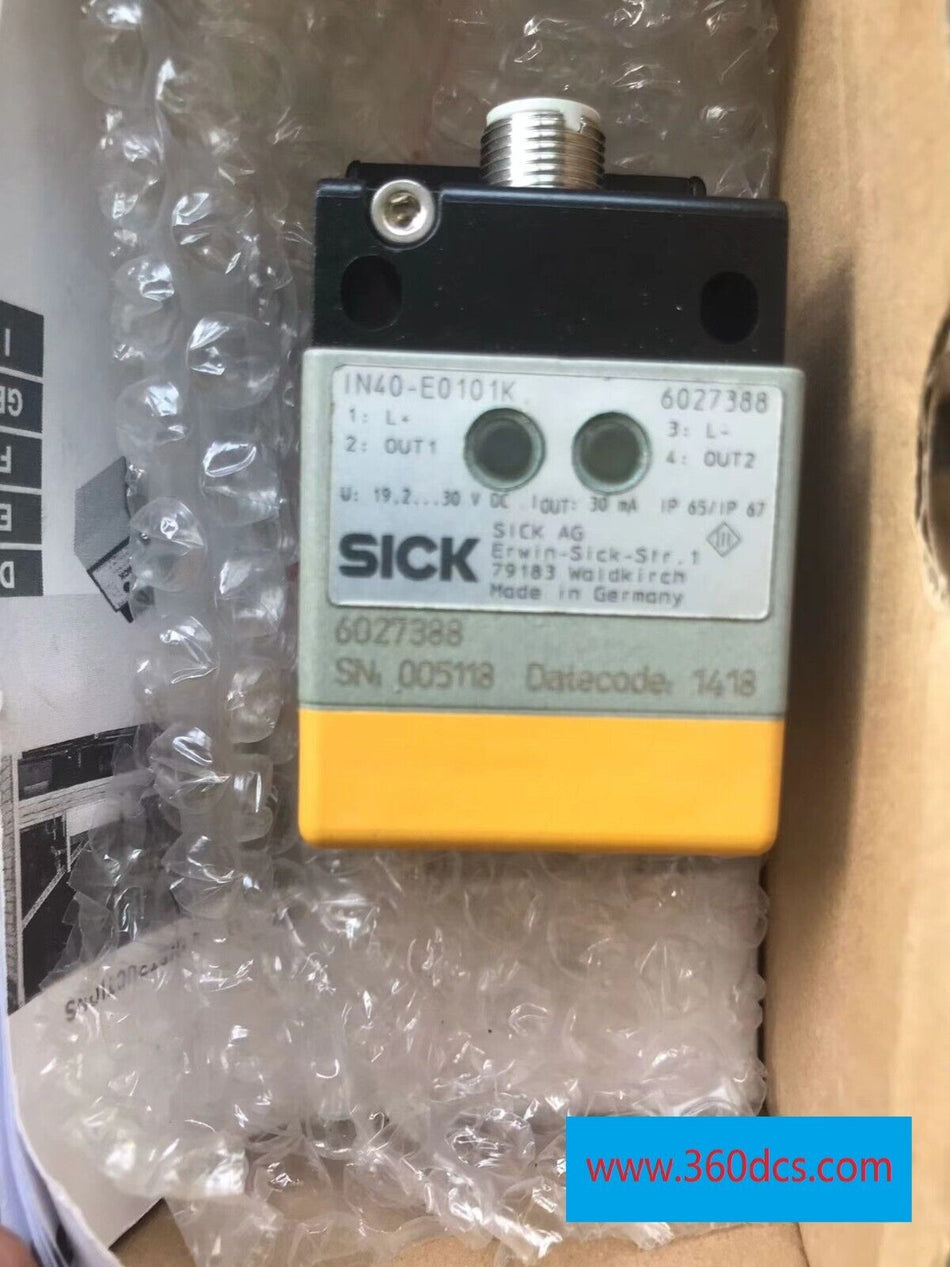 IN40-E0101K
6027388
1: L+
3: L-
2: OUT1
4: OUT2
U: 19,2...30 V DC IOUT: 30 mA IP 65/IP 67
SICK
SICK AG
Erwin-Sick-Str.1
79183 Waldkirch
Made in Germany
6027388
SN: 005118 Datecode: 1418
I
GB
F
E
D
SICK
www.360dcs.com